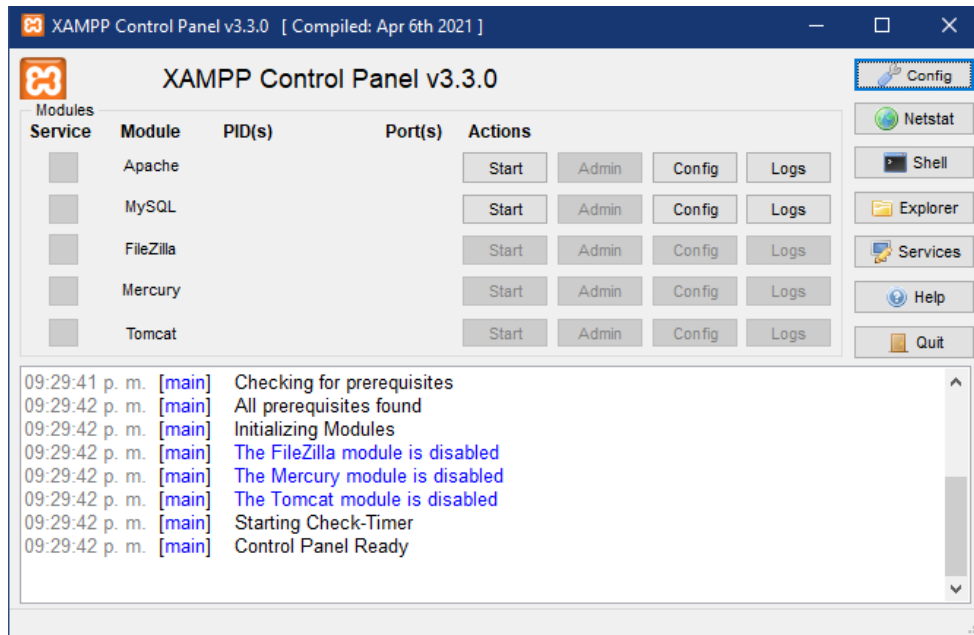 XAMPP Control Panel v3.3.0 [ Compiled: Apr 6th 2021 ]
XAMPP Control Panel v3.3.0
Config
Modules
Netstat
Service Module PID(s) Port(s) Actions
Apache Start Admin Config Logs
Shell
MySQL Start Admin Config Logs
Explorer
FileZilla Start Admin Config Logs
Services
Mercury Start Admin Config Logs
Help
Tomcat Start Admin Config Logs
Quit
09:29:41 p. m. [main] Checking for prerequisites
09:29:42 p. m. [main] All prerequisites found
09:29:42 p. m. [main] Initializing Modules
09:29:42 p. m. [main] The FileZilla module is disabled
09:29:42 p. m. [main] The Mercury module is disabled
09:29:42 p. m. [main] The Tomcat module is disabled
09:29:42 p. m. [main] Starting Check-Timer
09:29:42 p. m. [main] Control Panel Ready